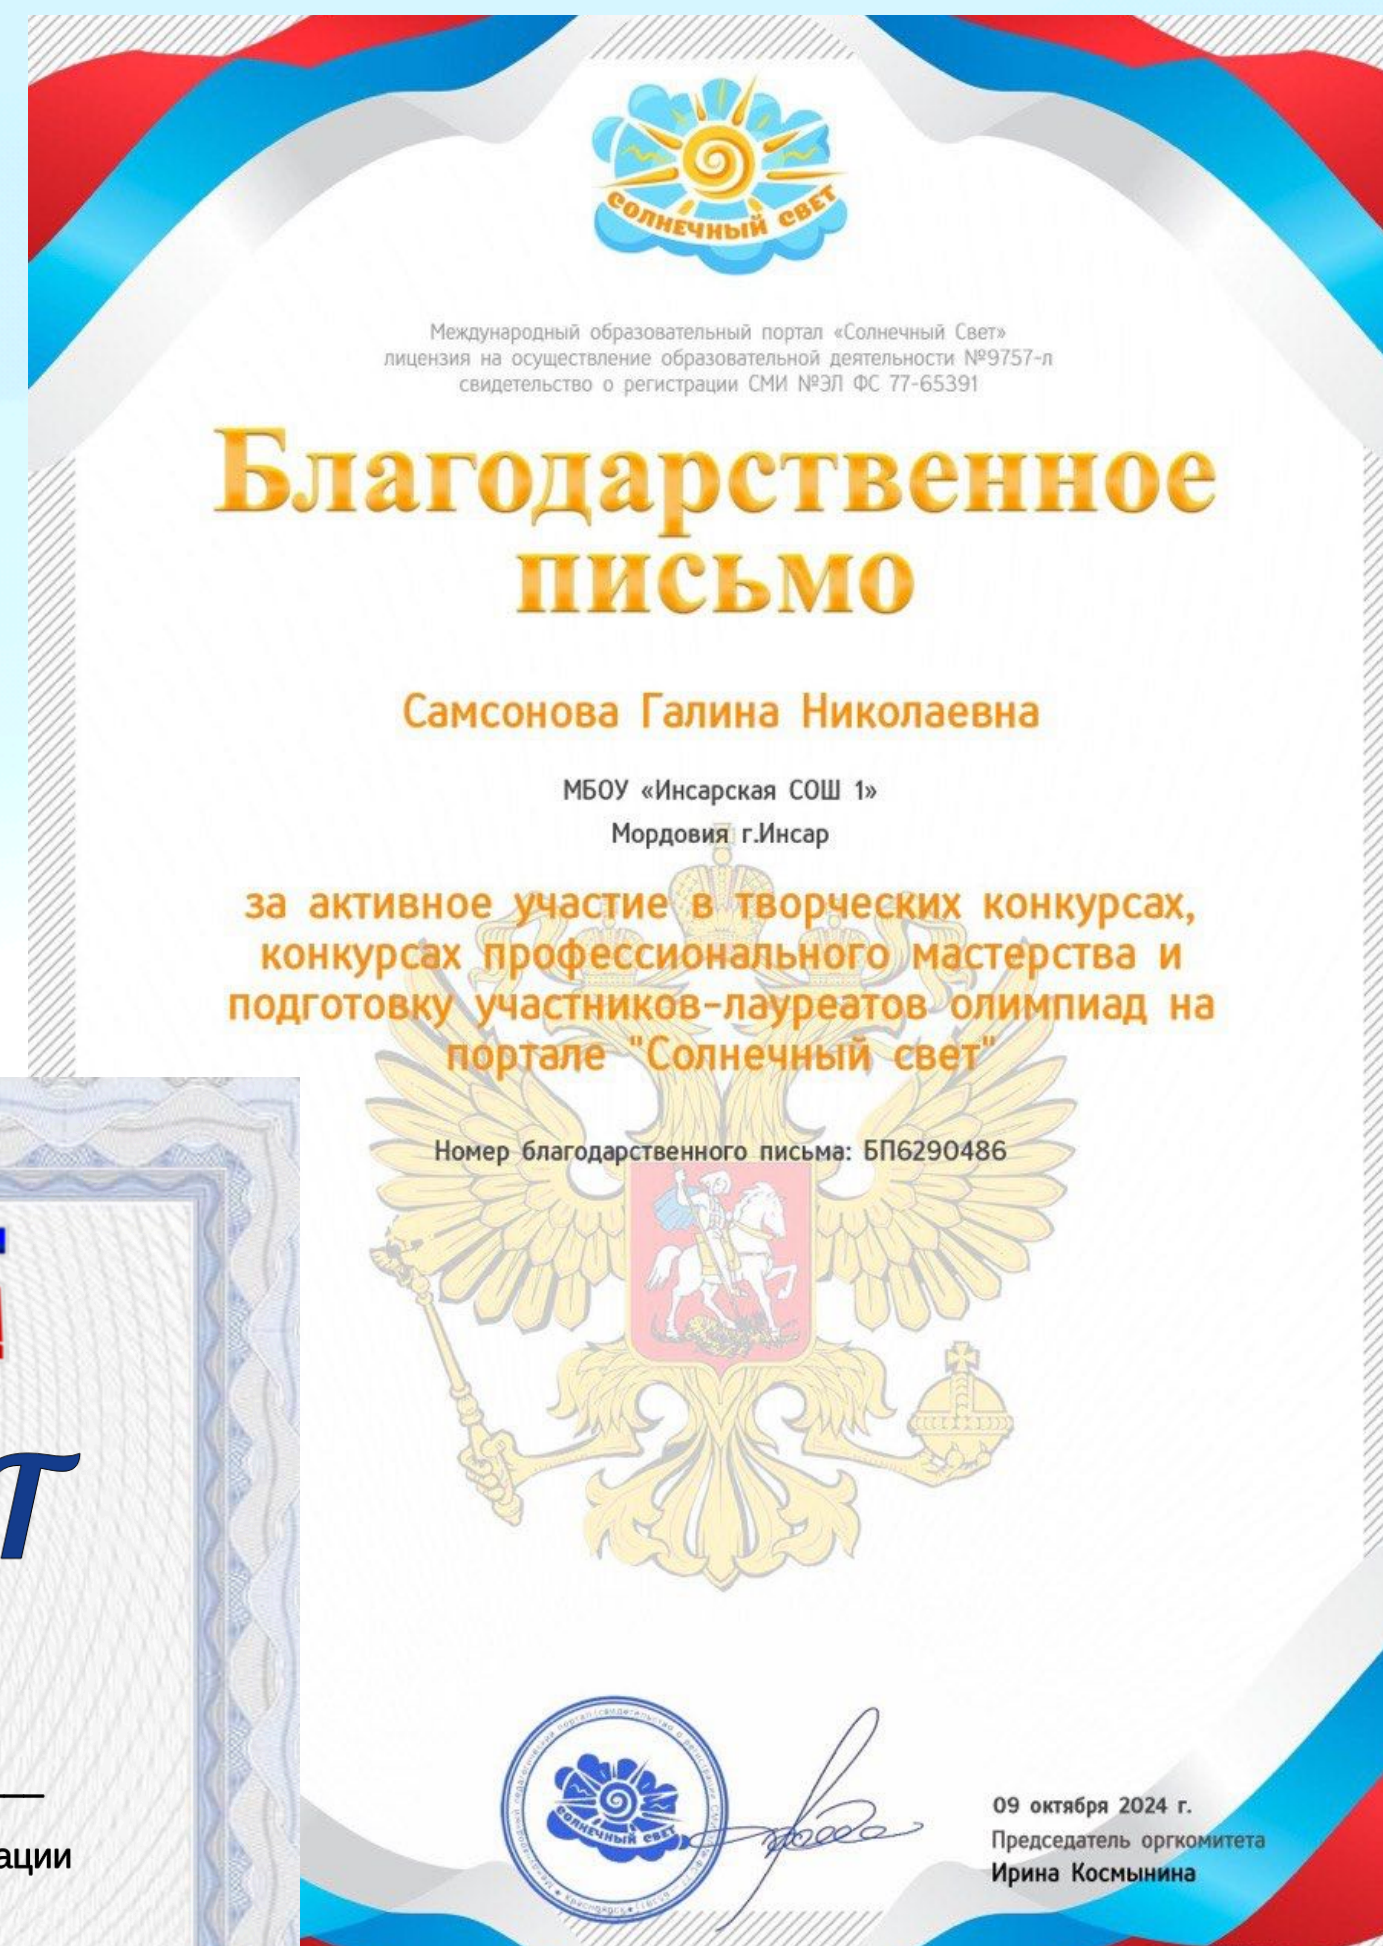 СОЛНЕЧНЫЙ СВЕТ
Международный образовательный портал «Солнечный Свет»
лицензия на осуществление образовательной деятельности №9757-л
свидетельство о регистрации СМИ №ЭЛ ФС 77-65391
Благодарственное
письмо
Самсонова Галина Николаевна
МБОУ «Инсарская СОШ 1»
Мордовия г.Инсар
за активное участие в творческих конкурсах,
конкурсах профессионального мастерства и
подготовку участников-лауреатов олимпиад на
портале "Солнечный свет"
Номер благодарственного письма: БП6290486
Т
ации
СОЛНЕЧНЫЙ СВЕТ
09 октября 2024 г.
Председатель оргкомитета
Ирина Космынина